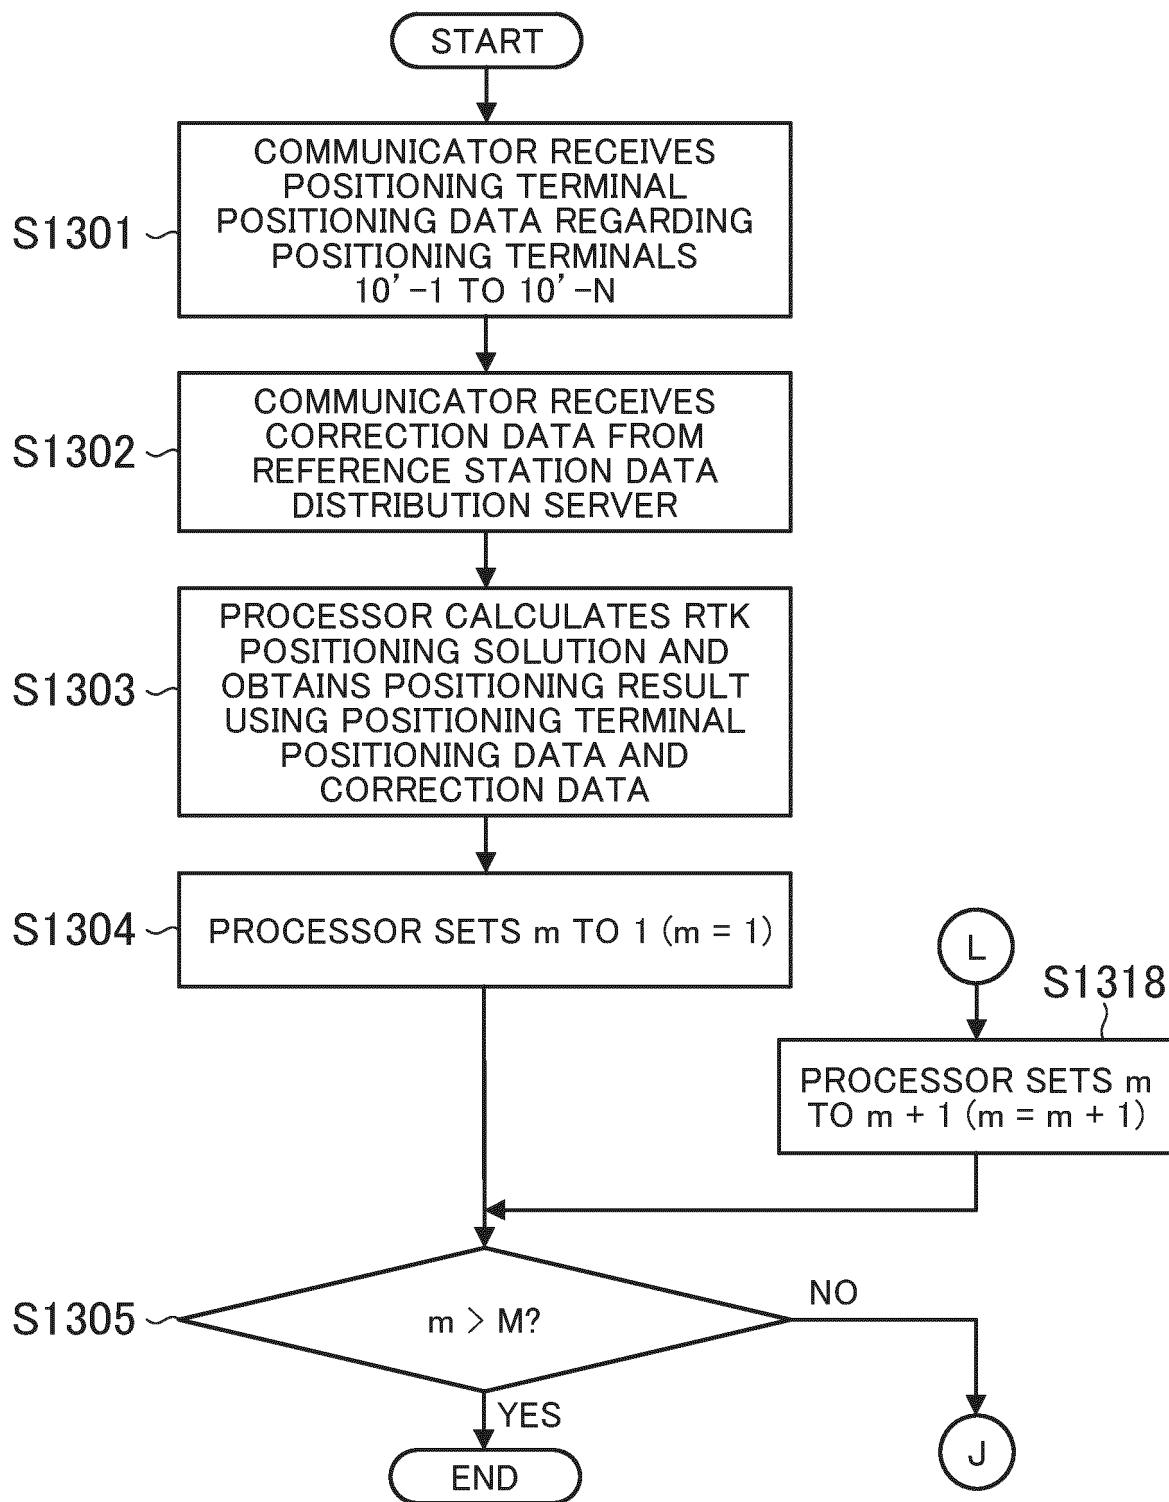 START
S1301
COMMUNICATOR RECEIVES
POSITIONING TERMINAL
POSITIONING DATA REGARDING
POSITIONING TERMINALS
10'-1 TO 10'-N
S1302
COMMUNICATOR RECEIVES
CORRECTION DATA FROM
REFERENCE STATION DATA
DISTRIBUTION SERVER
S1303
PROCESSOR CALCULATES RTK
POSITIONING SOLUTION AND
OBTAINS POSITIONING RESULT
USING POSITIONING TERMINAL
POSITIONING DATA AND
CORRECTION DATA
S1304
PROCESSOR SETS m TO 1 (m = 1)
L
S1318
PROCESSOR SETS m
TO m + 1 (m = m + 1)
S1305
m > M?
NO
YES
END
J